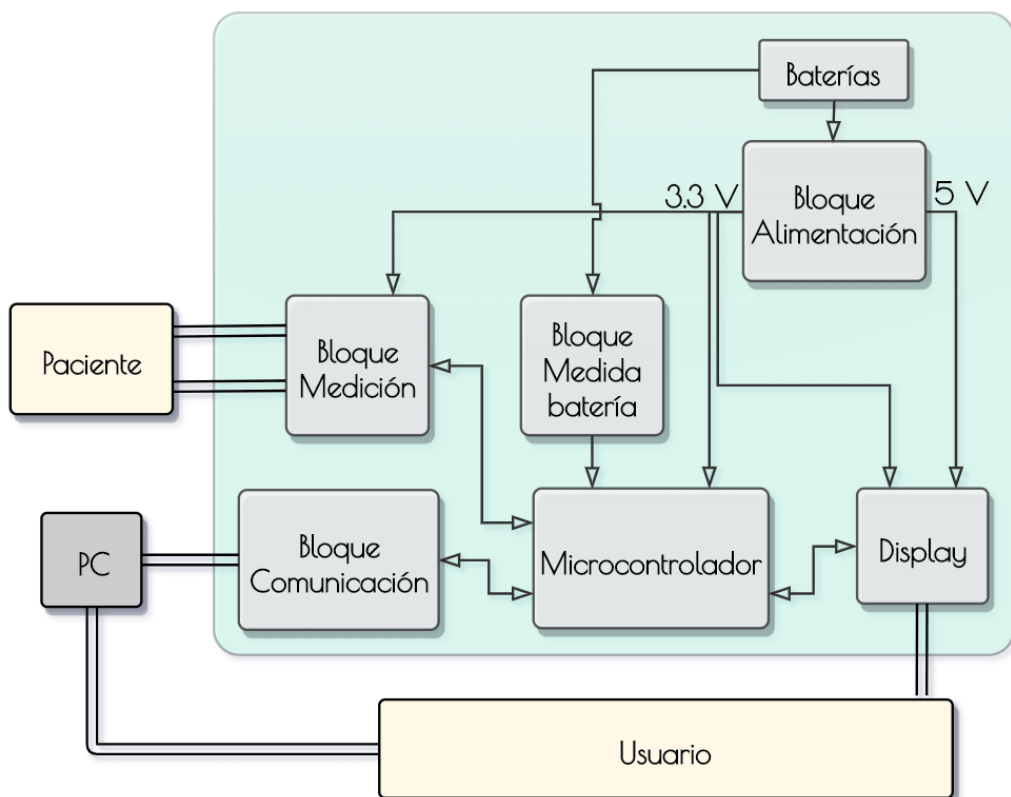 Baterías
3.3 V
Bloque
Alimentación
5 V
Paciente
Bloque
Medición
Bloque
Medida
batería
PC
Bloque
Comunicación
Microcontrolador
Display
Usuario